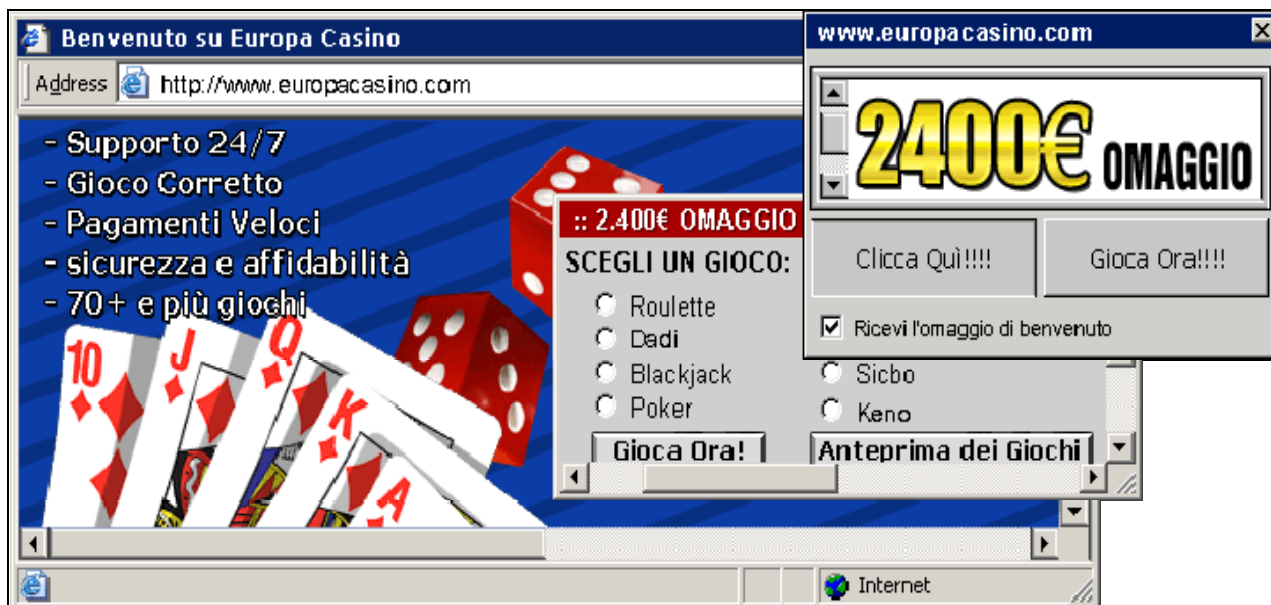 Benvenuto su Europa Casino
Address http://www.europacasino.com
- Supporto 24/7
- Gioco Corretto
- Pagamenti Veloci
- sicurezza e affidabilità
- 70+ e più giochi
10
J
Q
K
A
:: 2.400€ OMAGGIO
SCEGLI UN GIOCO:
Roulette
Dadi
Blackjack
Poker
Sicbo
Keno
Gioca Ora!
Anteprima dei Giochi
www.europacasino.com
2400€ OMAGGIO
Clicca Quì!!!!
Gioca Ora!!!!
Ricevi l'omaggio di benvenuto
Internet